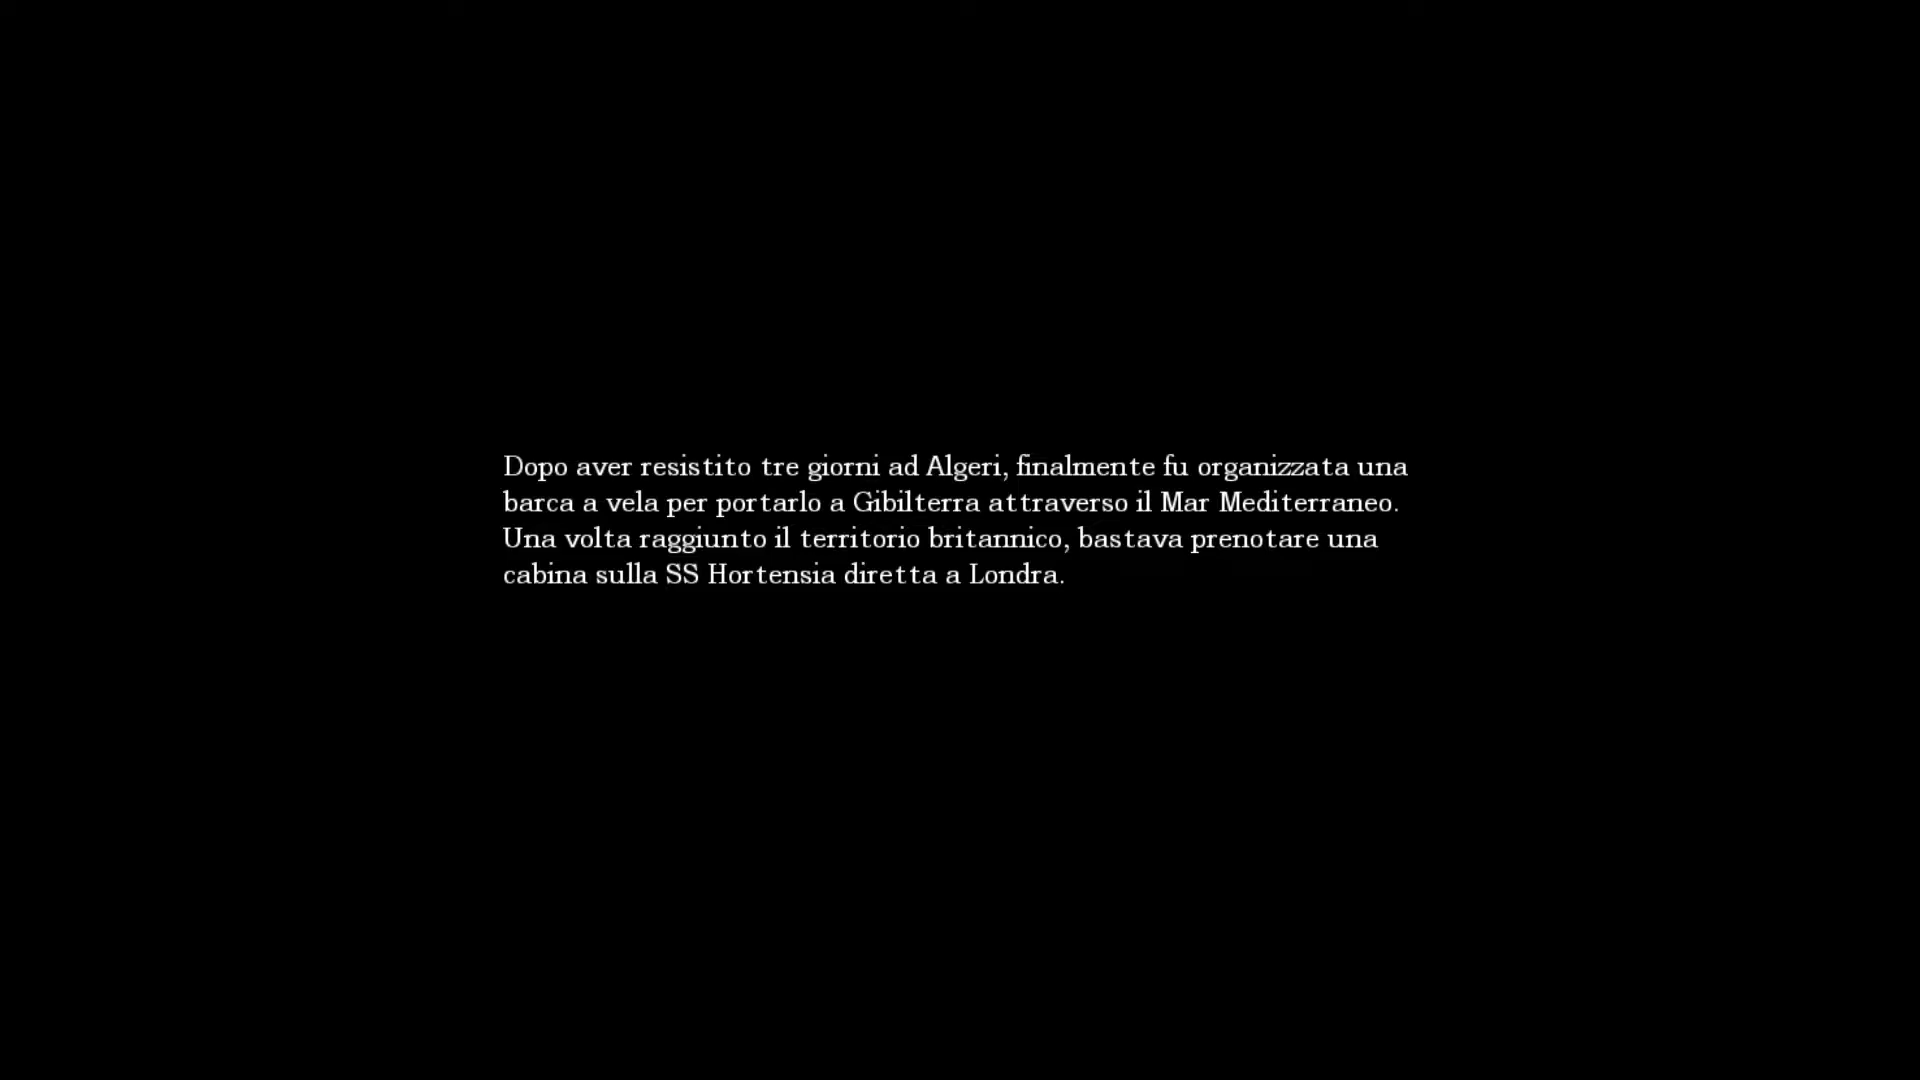 Dopo aver resistito tre giorni ad Algeri, finalmente fu organizzata una
barca a vela per portarlo a Gibilterra attraverso il Mar Mediterraneo.
Una volta raggiunto il territorio britannico, bastava prenotare una
cabina sulla SS Hortensia diretta a Londra.